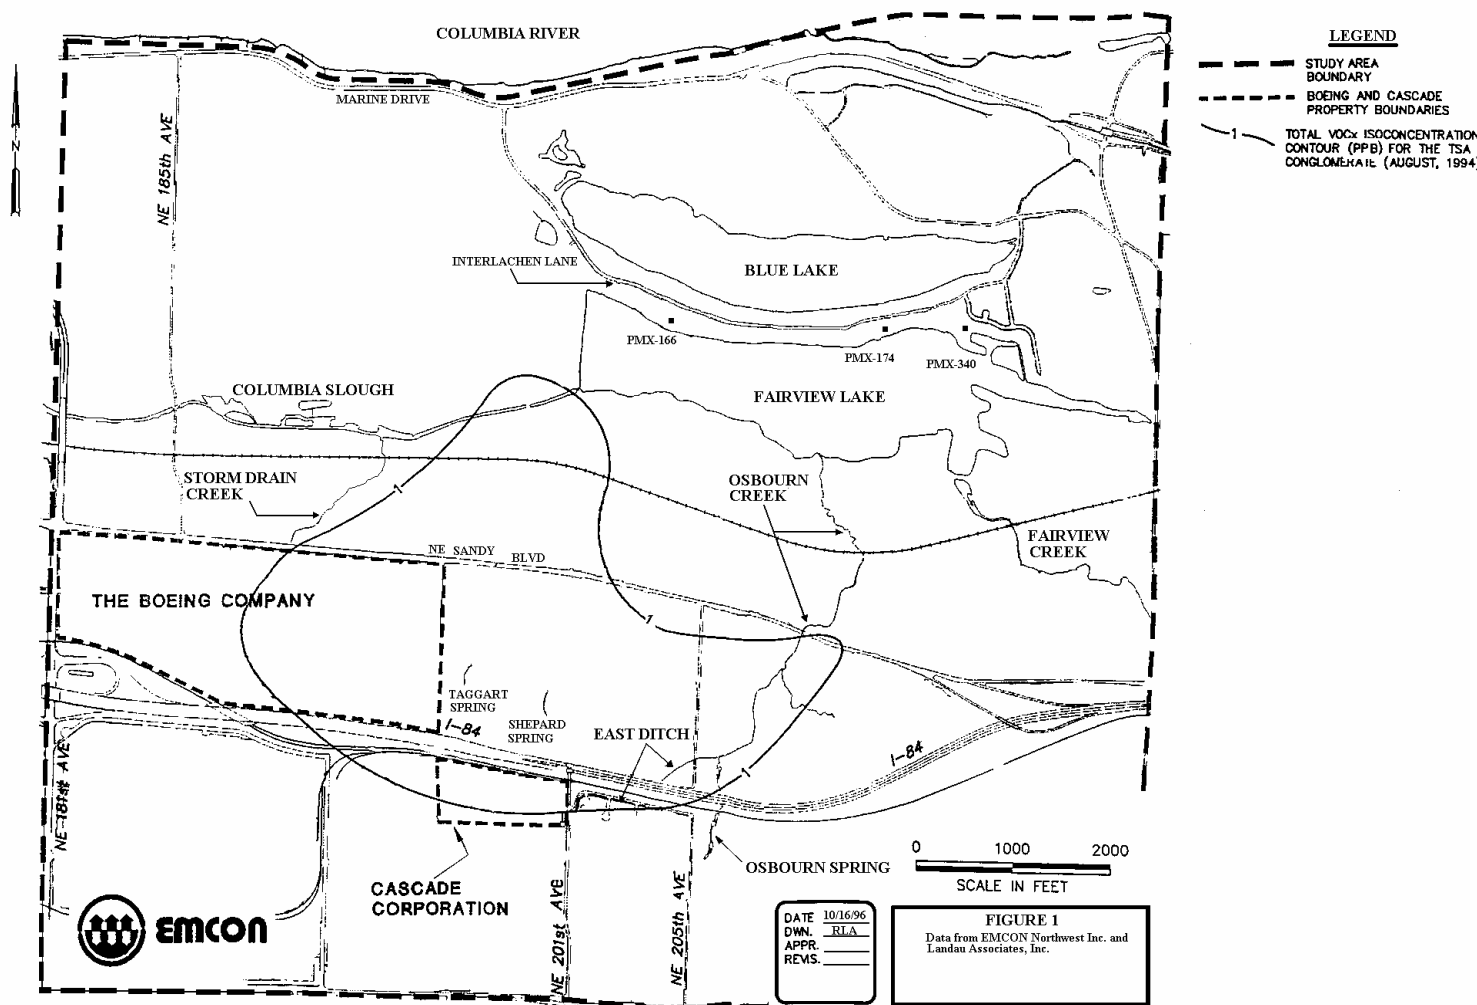 COLUMBIA RIVER
LEGEND
STUDY AREA
BOUNDARY
BOEING AND CASCADE
PROPERTY BOUNDARIES
1
TOTAL VOCx ISOCONCENTRATION
CONTOUR (PPB) FOR THE TSA
CONGLOMERATE (AUGUST, 1994)
N
MARINE DRIVE
NE 185th AVE
INTERLACHEN LANE
BLUE LAKE
PMX-166
PMX-174
PMX-340
COLUMBIA SLOUGH
FAIRVIEW LAKE
STORM DRAIN
CREEK
1
OSBOURN
CREEK
FAIRVIEW
CREEK
NE SANDY BLVD
THE BOEING COMPANY
1
TAGGART
SPRING
SHEPARD
SPRING
I-84
EAST DITCH
1
I-84
NE 181st AVE
OSBOURN SPRING
CASCADE
CORPORATION
NE 201st AVE
NE 205th AVE
0 1000 2000
SCALE IN FEET
EMCON
DATE 10/16/96
DWN. RLA
APPR.
REVIS.
FIGURE 1
Data from EMCON Northwest Inc. and
Landau Associates, Inc.